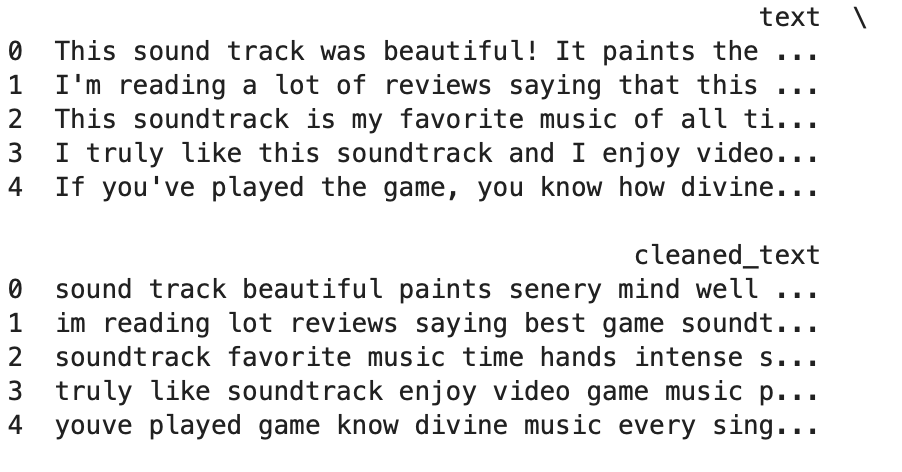 text \
0 This sound track was beautiful! It paints the ...
1 I'm reading a lot of reviews saying that this ...
2 This soundtrack is my favorite music of all ti...
3 I truly like this soundtrack and I enjoy video...
4 If you've played the game, you know how divine...
cleaned_text
0 sound track beautiful paints senery mind well ...
1 im reading lot reviews saying best game soundt...
2 soundtrack favorite music time hands intense s...
3 truly like soundtrack enjoy video game music p...
4 youve played game know divine music every sing...